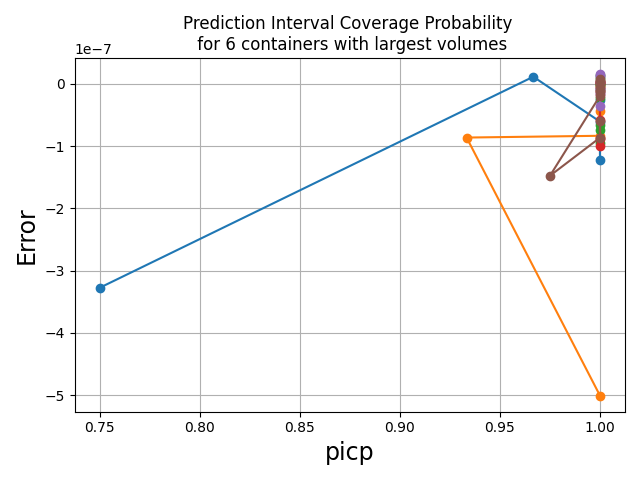 Prediction Interval Coverage Probability
for 6 containers with largest volumes
1e−7
0
−1
−2
−3
−4
−5
Error
0.75 0.80 0.85 0.90 0.95 1.00
picp